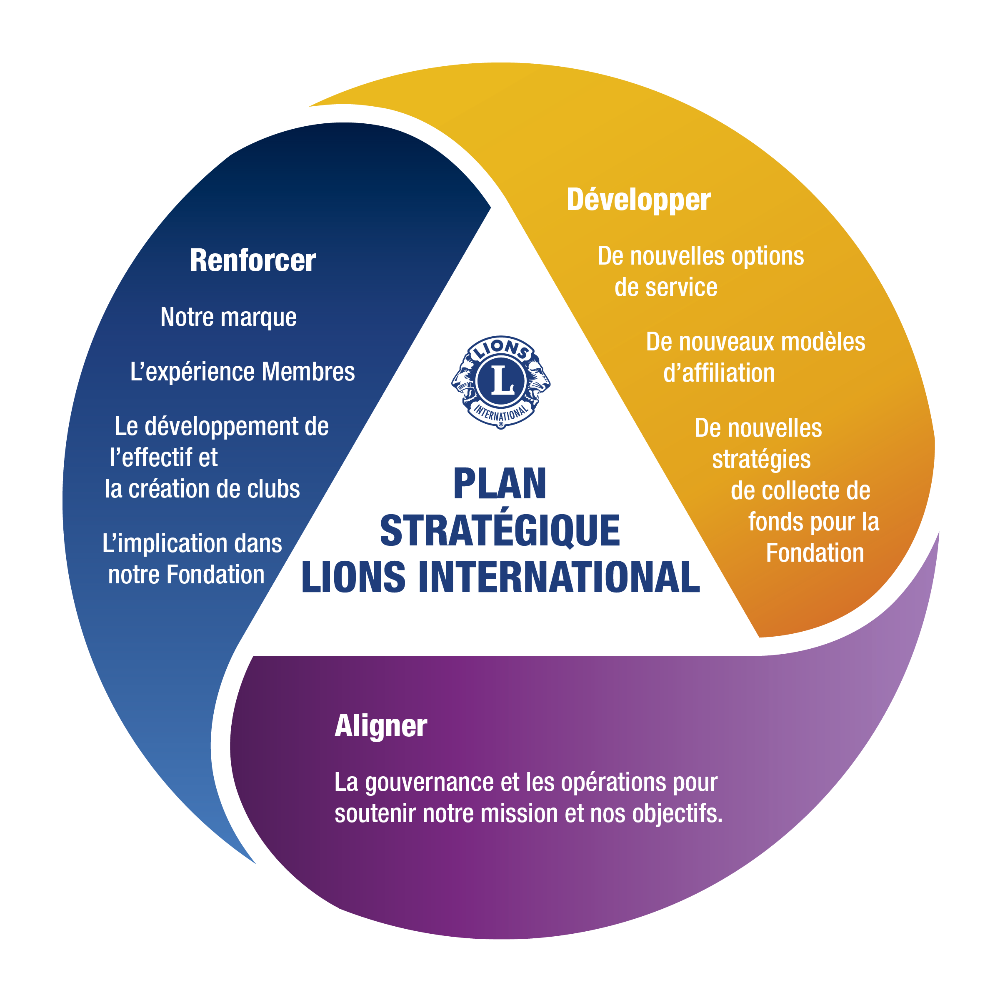 Développer
De nouvelles options
de service
De nouveaux modèles
d’affiliation
De nouvelles
stratégies
de collecte de
fonds pour la
Fondation
Renforcer
Notre marque
L’expérience Membres
Le développement de
l’effectif et
la création de clubs
L’implication dans
notre Fondation
LIONS
L
INTERNATIONAL
®
PLAN
STRATÉGIQUE
LIONS INTERNATIONAL
Aligner
La gouvernance et les opérations pour
soutenir notre mission et nos objectifs.